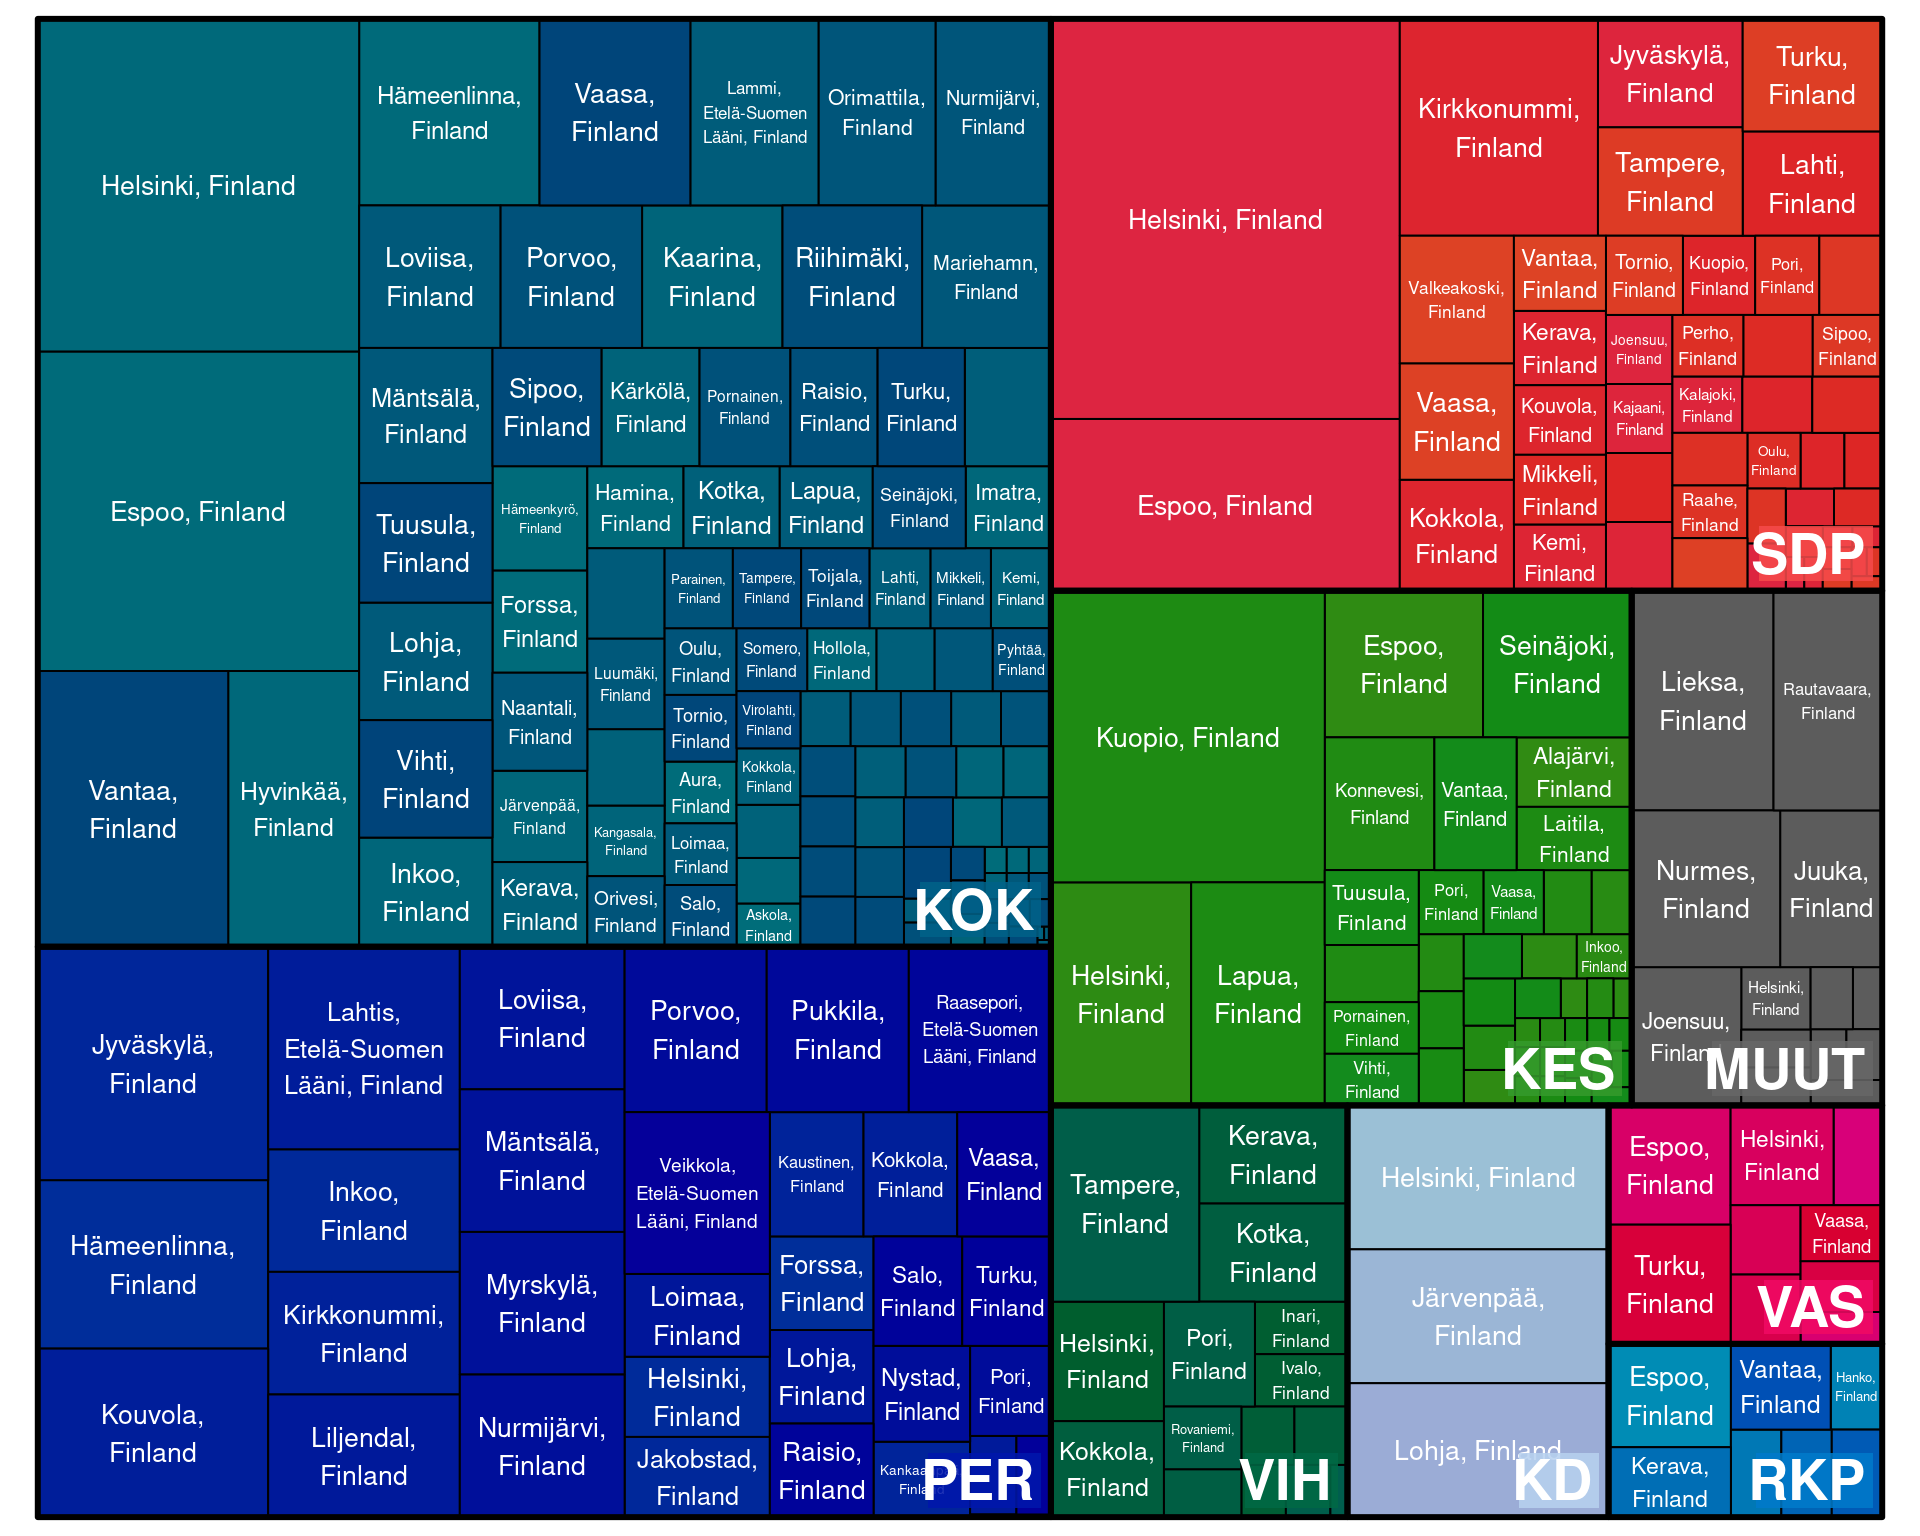 Helsinki, Finland
Espoo, Finland
Vantaa,
Finland
Hyvinkää,
Finland
Hämeenlinna,
Finland
Vaasa,
Finland
Lammi,
Etelä-Suomen
Lääni, Finland
Orimattila,
Finland
Nurmijärvi,
Finland
Loviisa,
Finland
Porvoo,
Finland
Kaarina,
Finland
Riihimäki,
Finland
Mariehamn,
Finland
Mäntsälä,
Finland
Tuusula,
Finland
Lohja,
Finland
Vihti,
Finland
Inkoo,
Finland
Sipoo,
Finland
Kärkölä,
Finland
Pornainen,
Finland
Raisio,
Finland
Turku,
Finland
Hämeenkyrö,
Finland
Forssa,
Finland
Naantali,
Finland
Järvenpää,
Finland
Kerava,
Finland
Hamina,
Finland
Kotka,
Finland
Lapua,
Finland
Seinäjoki,
Finland
Imatra,
Finland
Luumäki,
Finland
Kangasala,
Finland
Orivesi,
Finland
Parainen,
Finland
Tampere,
Finland
Toijala,
Finland
Lahti,
Finland
Mikkeli,
Finland
Kemi,
Finland
Oulu,
Finland
Tornio,
Finland
Aura,
Finland
Loimaa,
Finland
Salo,
Finland
Somero,
Finland
Hollola,
Finland
Pyhtää,
Finland
Virolahti,
Finland
Kokkola,
Finland
Askola,
Finland
KOK
Helsinki, Finland
Espoo, Finland
Kirkkonummi,
Finland
Jyväskylä,
Finland
Turku,
Finland
Tampere,
Finland
Lahti,
Finland
Valkeakoski,
Finland
Vaasa,
Finland
Kokkola,
Finland
Vantaa,
Finland
Kerava,
Finland
Kouvola,
Finland
Mikkeli,
Finland
Kemi,
Finland
Tornio,
Finland
Kuopio,
Finland
Pori,
Finland
Joensuu,
Finland
Kajaani,
Finland
Perho,
Finland
Sipoo,
Finland
Kalajoki,
Finland
Oulu,
Finland
Raahe,
Finland
SDP
Kuopio, Finland
Helsinki,
Finland
Lapua,
Finland
Espoo,
Finland
Seinäjoki,
Finland
Konnevesi,
Finland
Vantaa,
Finland
Alajärvi,
Finland
Laitila,
Finland
Tuusula,
Finland
Pori,
Finland
Vaasa,
Finland
Inkoo,
Finland
Pornainen,
Finland
Vihti,
Finland
KES
Lieksa,
Finland
Rautavaara,
Finland
Nurmes,
Finland
Juuka,
Finland
Joensuu,
Finland
Helsinki,
Finland
MUUT
Jyväskylä,
Finland
Hämeenlinna,
Finland
Kouvola,
Finland
Lahtis,
Etelä-Suomen
Lääni, Finland
Inkoo,
Finland
Kirkkonummi,
Finland
Liljendal,
Finland
Loviisa,
Finland
Mäntsälä,
Finland
Myrskylä,
Finland
Nurmijärvi,
Finland
Porvoo,
Finland
Pukkila,
Finland
Raasepori,
Etelä-Suomen
Lääni, Finland
Veikkola,
Etelä-Suomen
Lääni, Finland
Loimaa,
Finland
Helsinki,
Finland
Jakobstad,
Finland
Kaustinen,
Finland
Kokkola,
Finland
Vaasa,
Finland
Forssa,
Finland
Lohja,
Finland
Raisio,
Finland
Salo,
Finland
Turku,
Finland
Nystad,
Finland
Pori,
Finland
PER
Tampere,
Finland
Kerava,
Finland
Kotka,
Finland
Helsinki,
Finland
Kokkola,
Finland
Pori,
Finland
Inari,
Finland
Ivalo,
Finland
Rovaniemi,
Finland
VIH
Helsinki, Finland
Järvenpää,
Finland
Lohja, Finland
KD
Espoo,
Finland
Turku,
Finland
Helsinki,
Finland
Vaasa,
Finland
VAS
Espoo,
Finland
Kerava,
Finland
Vantaa,
Finland
Hanko,
Finland
RKP